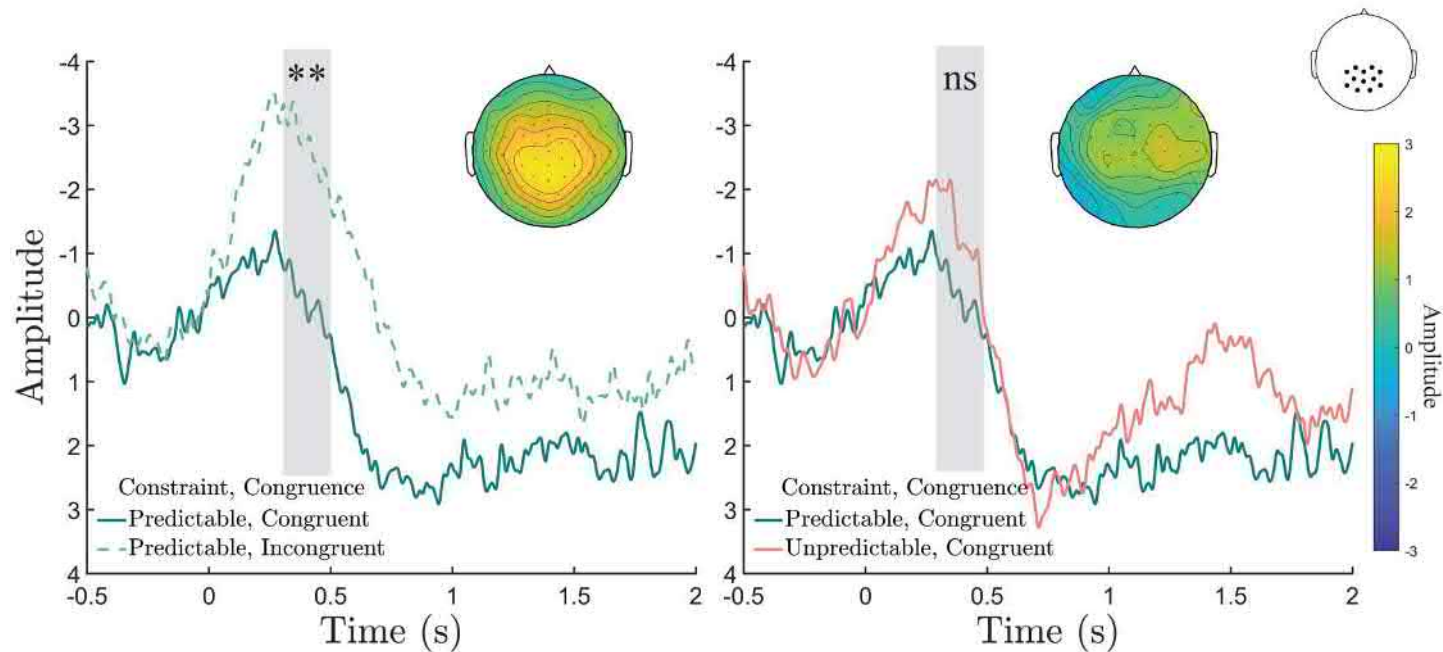 -4
-3
-2
-1
0
1
2
3
4
Amplitude
**
Constraint, Congruence
Predictable, Congruent
Predictable, Incongruent
-0.5 0 0.5 1 1.5 2
Time (s)
-4
-3
-2
-1
0
1
2
3
4
ns
Constraint, Congruence
Predictable, Congruent
Unpredictable, Congruent
-0.5 0 0.5 1 1.5 2
Time (s)
3
2
1
0
-1
-2
-3
Amplitude